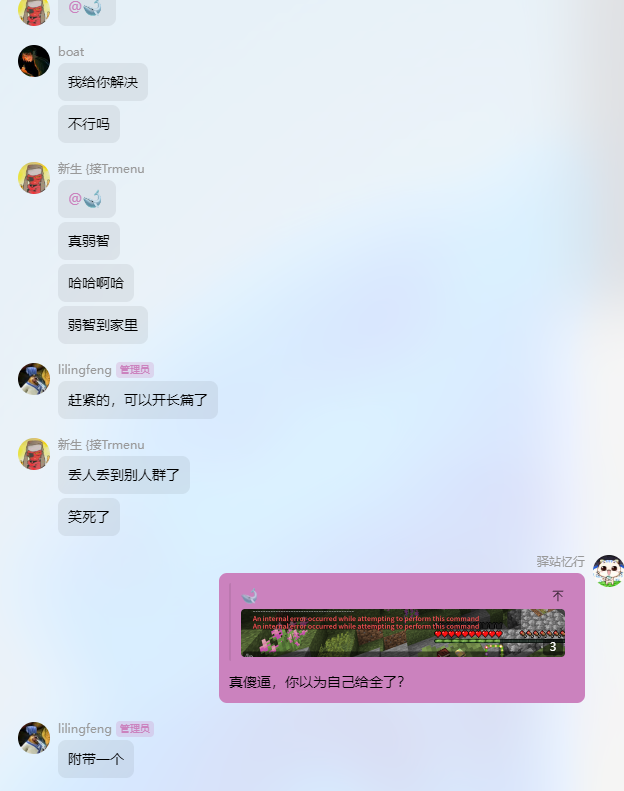 @
boat
我给你解决
不行吗
新生 {接Trmenu
@
真弱智
哈哈啊哈
弱智到家里
lilingfeng 管理员
赶紧的，可以开长篇了
新生 {接Trmenu
丢人丢到别人群了
笑死了
驿站忆行
不
An internal error occurred while attempting to perform this command
An internal error occurred while attempting to perform this command
3
真傻逼，你以为自己给全了?
lilingfeng 管理员
附带一个